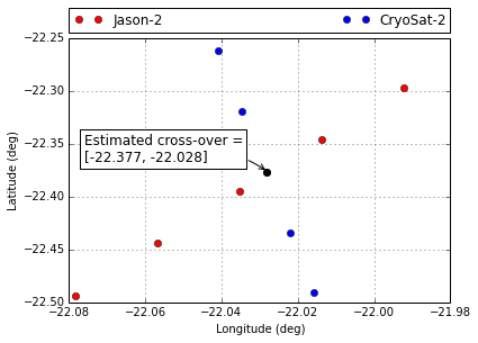 Jason-2 CryoSat-2
−22.25
−22.30
−22.35
−22.40
−22.45
−22.50
Latitude (deg)
Estimated cross-over =
[-22.377, -22.028]
−22.08 −22.06 −22.04 −22.02 −22.00 −21.98
Longitude (deg)